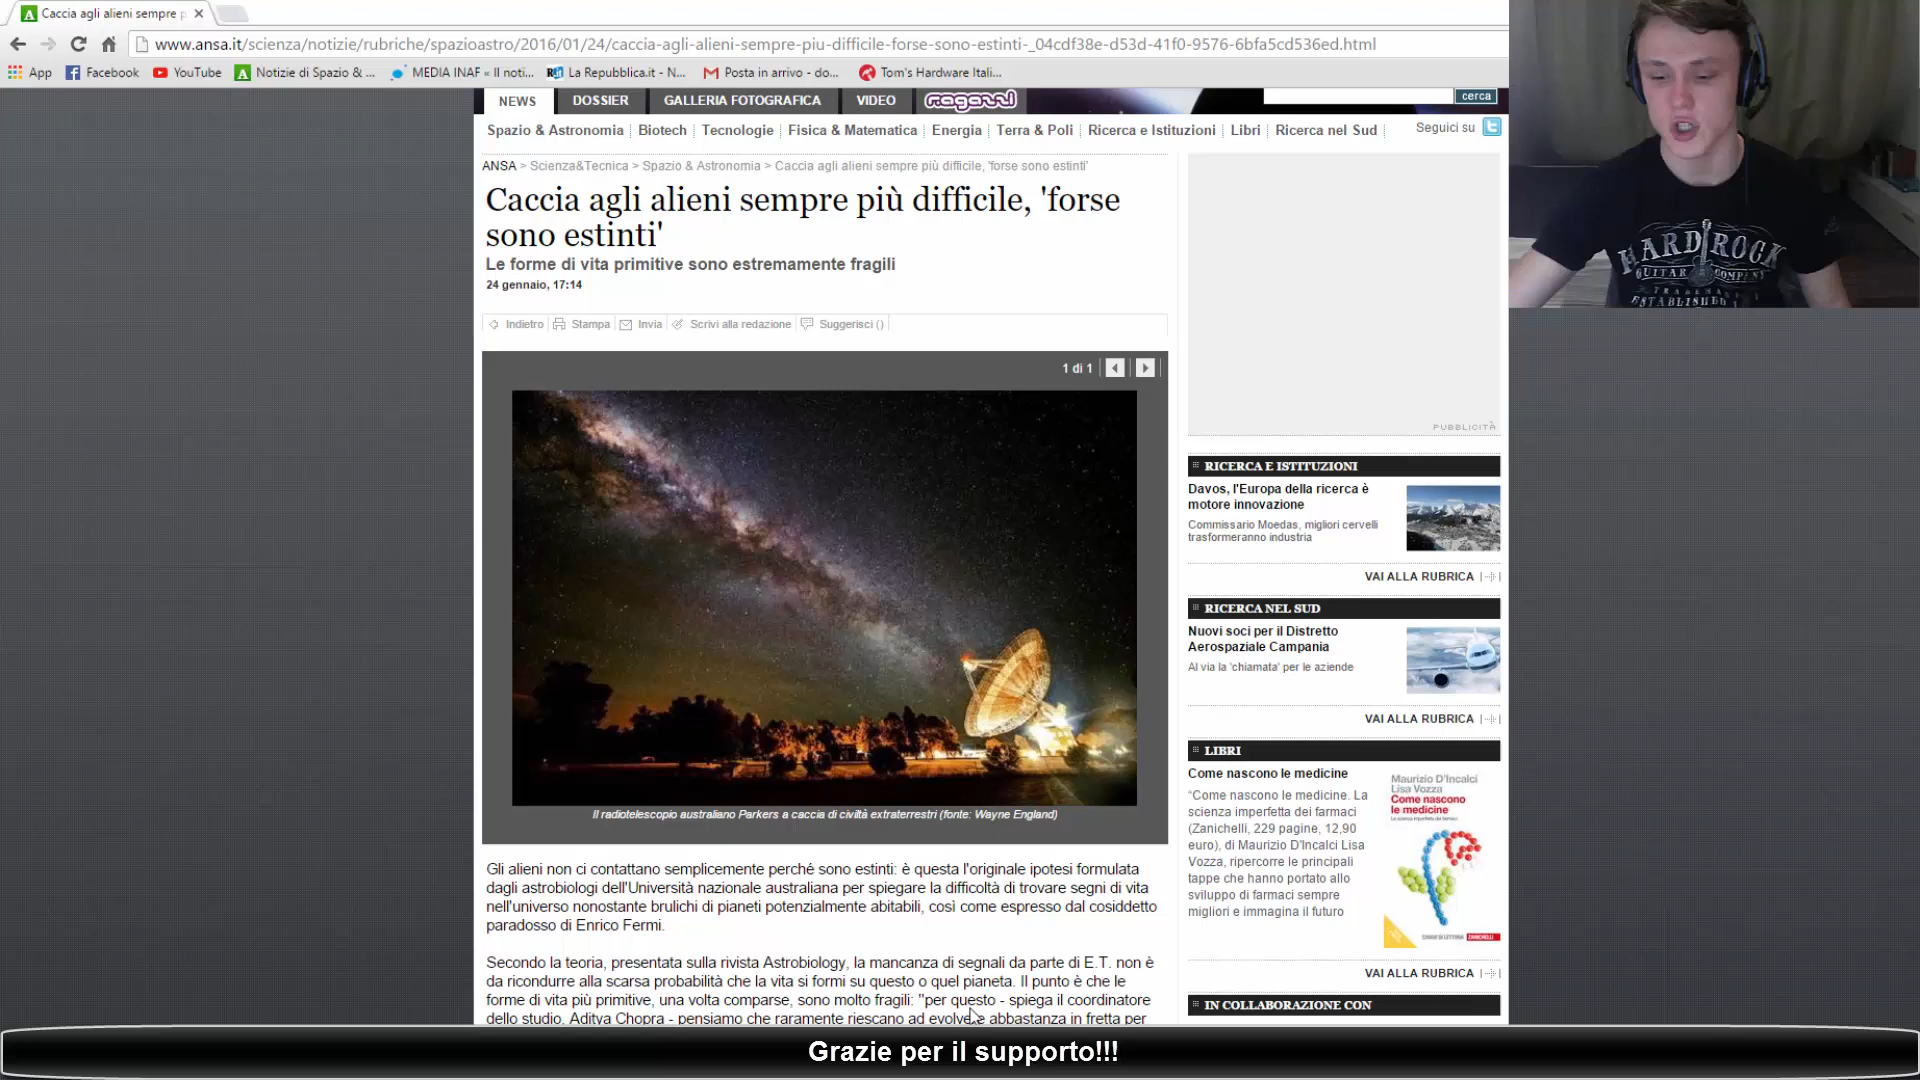 Caccia agli alieni sempre p
www.ansa.it/scienza/notizie/rubriche/spazioastro/2016/01/24/caccia-agli-alieni-sempre-piu-difficile-forse-sono-estinti-_04cdf38e-d53d-41f0-9576-6bfa5cd536ed.html
App Facebook YouTube Notizie di Spazio & ... MEDIA INAF « Il noti... La Repubblica.it - N... Posta in arrivo - do... Tom's Hardware Itali...
NEWS DOSSIER GALLERIA FOTOGRAFICA VIDEO ragazzi cerca
Spazio & Astronomia Biotech Tecnologie Fisica & Matematica Energia Terra & Poli Ricerca e Istituzioni Libri Ricerca nel Sud Seguici su
ANSA > Scienza&Tecnica > Spazio & Astronomia > Caccia agli alieni sempre più difficile, 'forse sono estinti'
Caccia agli alieni sempre più difficile, 'forse
sono estinti'
Le forme di vita primitive sono estremamente fragili
24 gennaio, 17:14
Indietro Stampa Invia Scrivi alla redazione Suggerisci ()
1 di 1
Il radiotelescopio australiano Parkers a caccia di civiltà extraterrestri (fonte: Wayne England)
Gli alieni non ci contattano semplicemente perché sono estinti: è questa l'originale ipotesi formulata
dagli astrobiologi dell'Università nazionale australiana per spiegare la difficoltà di trovare segni di vita
nell'universo nonostante brulichi di pianeti potenzialmente abitabili, così come espresso dal cosiddetto
paradosso di Enrico Fermi.
Secondo la teoria, presentata sulla rivista Astrobiology, la mancanza di segnali da parte di E.T. non è
da ricondurre alla scarsa probabilità che la vita si formi su questo o quel pianeta. Il punto è che le
forme di vita più primitive, una volta comparse, sono molto fragili: "per questo - spiega il coordinatore
dello studio, Aditya Chopra - pensiamo che raramente riescano ad evolvere abbastanza in fretta per
PUBBLICITÀ
RICERCA E ISTITUZIONI
Davos, l'Europa della ricerca è
motore innovazione
Commissario Moedas, migliori cervelli
trasformeranno industria
VAI ALLA RUBRICA
RICERCA NEL SUD
Nuovi soci per il Distretto
Aerospaziale Campania
Al via la 'chiamata' per le aziende
VAI ALLA RUBRICA
LIBRI
Come nascono le medicine
“Come nascono le medicine. La
scienza imperfetta dei farmaci
(Zanichelli, 229 pagine, 12,90
euro), di Maurizio D'Incalci Lisa
Vozza, ripercorre le principali
tappe che hanno portato allo
sviluppo di farmaci sempre
migliori e immagina il futuro
Maurizio D'Incalci
Lisa Vozza
Come nascono
le medicine
La scienza imperfetta dei farmaci
ZANICHELLI
VAI ALLA RUBRICA
IN COLLABORAZIONE CON
HARD ROCK
GUITAR COMPANY
ESTABLISHED
Grazie per il supporto!!!